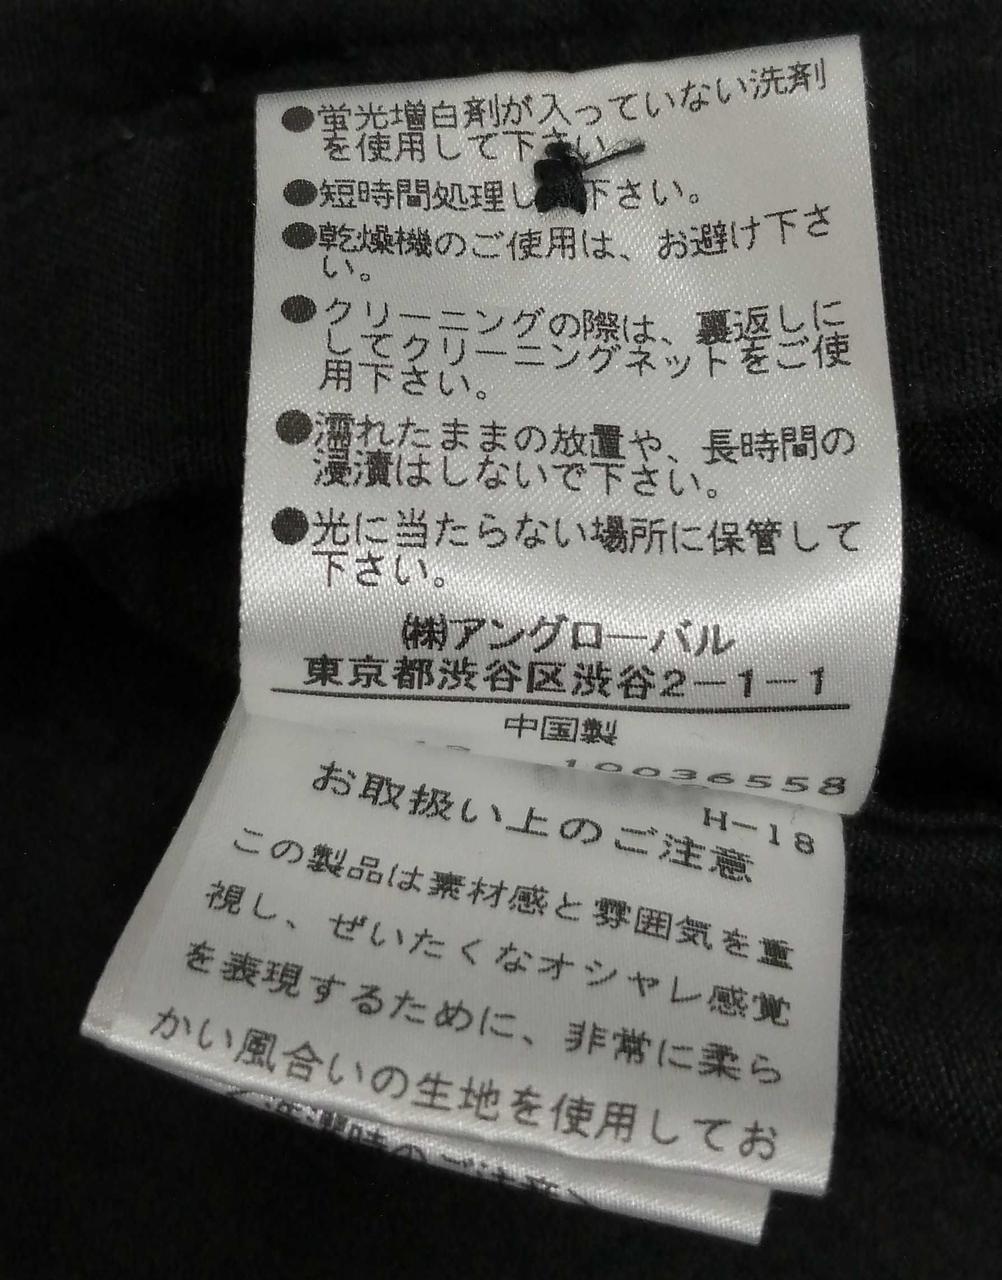 ●蛍光増白剤が入っていない洗剤
を使用して下さい。
●短時間処理し下さい。
●乾燥機のご使用は、お避け下さ
い。
●クリーニングの際は、裏返しに
してクリーニングネットをご使
用下さい。
●濡れたままの放置や、長時間の
浸漬はしないで下さい。
●光に当たらない場所に保管して
下さい。
㈱アングローバル
東京都渋谷区渋谷2-1-1
中国製
10036558
H-18
お取扱い上のご注意
この製品は素材感と雰囲気を重
視し、ぜいたくなオシャレ感覚
を表現するために、非常に柔ら
かい風合いの生地を使用してお